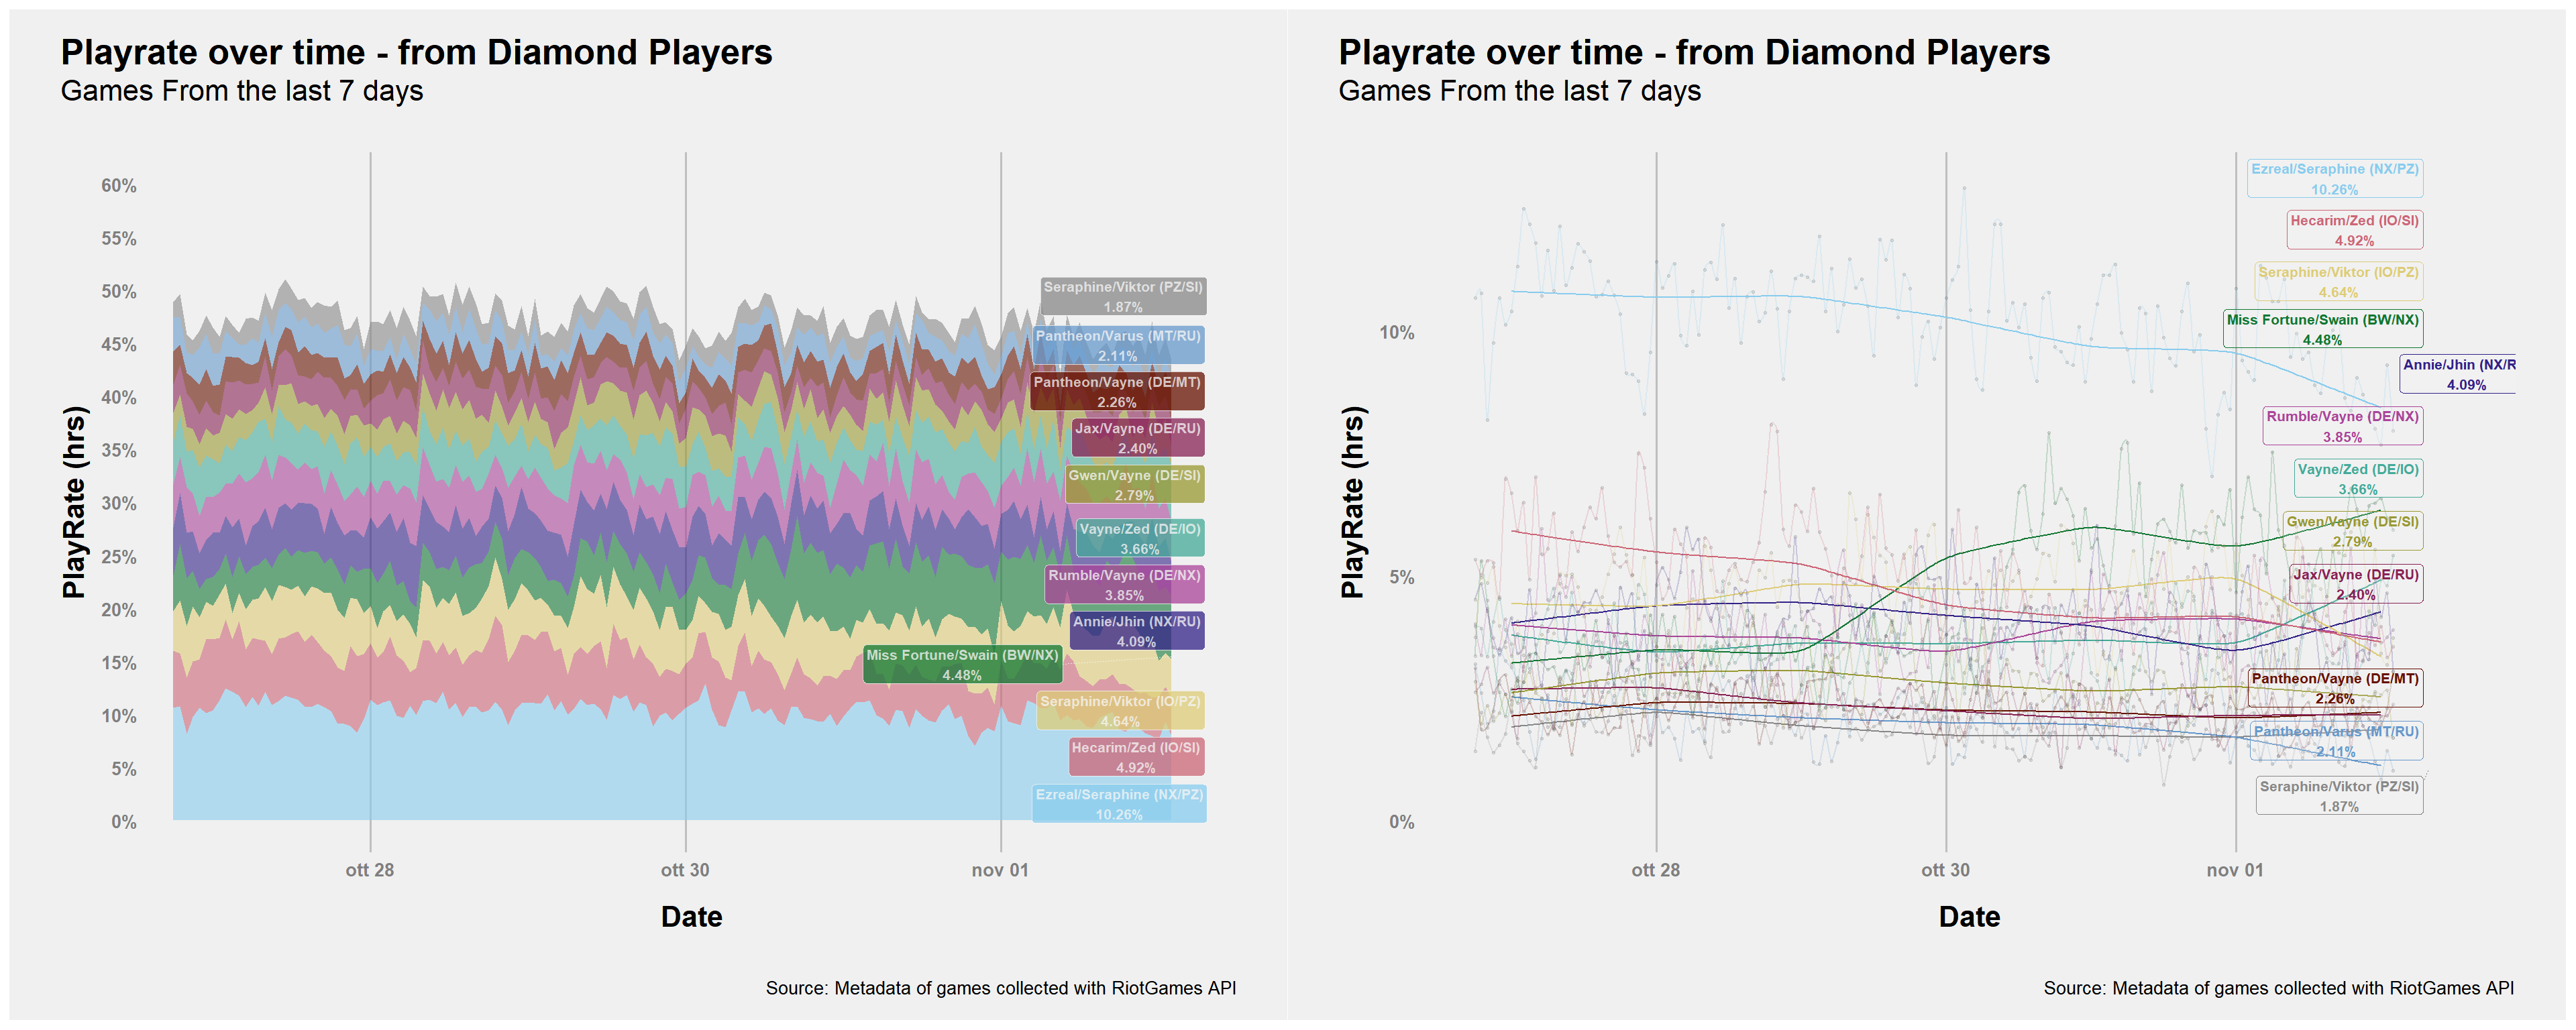 Playrate over time - from Diamond Players
Games From the last 7 days
PlayRate (hrs)
60%
55%
50%
45%
40%
35%
30%
25%
20%
15%
10%
5%
0%
Seraphine/Viktor (PZ/SI)
1.87%
Pantheon/Varus (MT/RU)
2.11%
Pantheon/Vayne (DE/MT)
2.26%
Jax/Vayne (DE/RU)
2.40%
Gwen/Vayne (DE/SI)
2.79%
Vayne/Zed (DE/IO)
3.66%
Rumble/Vayne (DE/NX)
3.85%
Annie/Jhin (NX/RU)
4.09%
Miss Fortune/Swain (BW/NX)
4.48%
Seraphine/Viktor (IO/PZ)
4.64%
Hecarim/Zed (IO/SI)
4.92%
Ezreal/Seraphine (NX/PZ)
10.26%
ott 28
ott 30
nov 01
Date
Source: Metadata of games collected with RiotGames API
Playrate over time - from Diamond Players
Games From the last 7 days
PlayRate (hrs)
10%
5%
0%
Ezreal/Seraphine (NX/PZ)
10.26%
Hecarim/Zed (IO/SI)
4.92%
Seraphine/Viktor (IO/PZ)
4.64%
Miss Fortune/Swain (BW/NX)
4.48%
Annie/Jhin (NX/R
4.09%
Rumble/Vayne (DE/NX)
3.85%
Vayne/Zed (DE/IO)
3.66%
Gwen/Vayne (DE/SI)
2.79%
Jax/Vayne (DE/RU)
2.40%
Pantheon/Vayne (DE/MT)
2.26%
Pantheon/Varus (MT/RU)
2.11%
Seraphine/Viktor (PZ/SI)
1.87%
ott 28
ott 30
nov 01
Date
Source: Metadata of games collected with RiotGames API